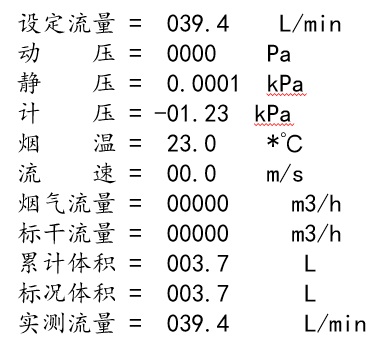 设定流量 = 039.4 L/min
动 压 = 0000 Pa
静 压 = 0.0001 kPa
计 压 = -01.23 kPa
烟 温 = 23.0 *℃
流 速 = 00.0 m/s
烟气流量 = 00000 m3/h
标干流量 = 00000 m3/h
累计体积 = 003.7 L
标况体积 = 003.7 L
实测流量 = 039.4 L/min